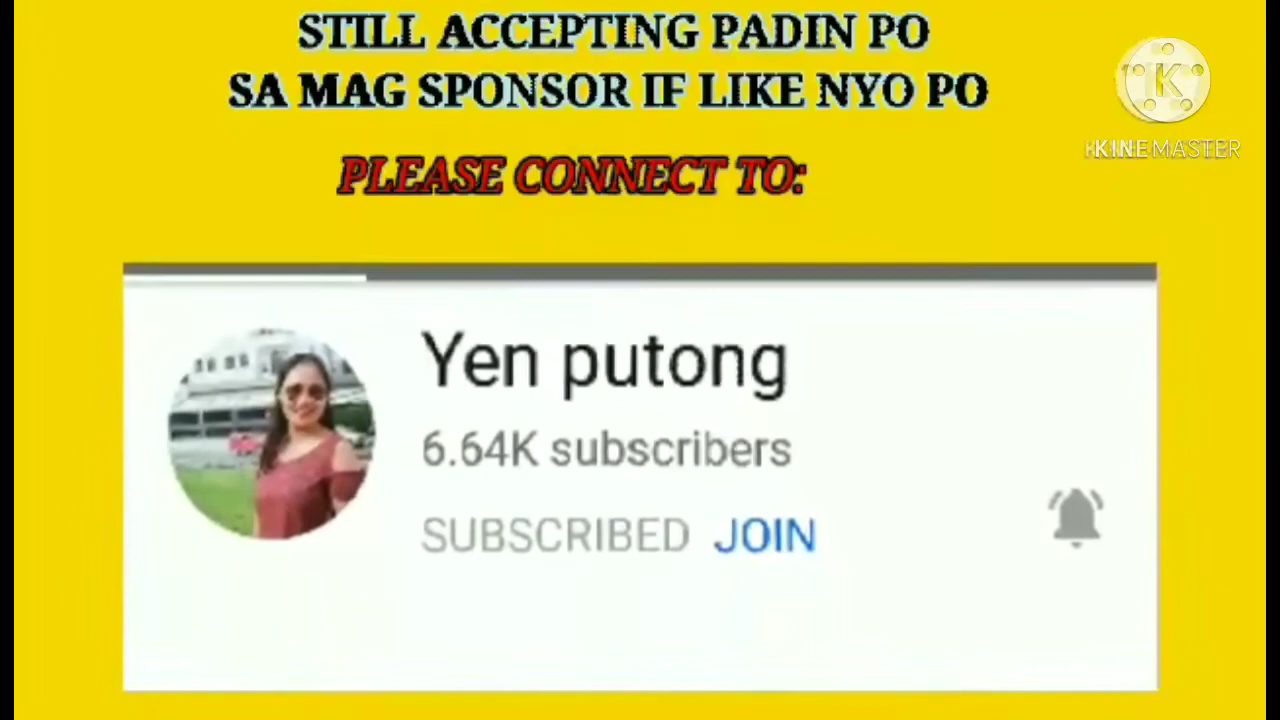 STILL ACCEPTING PADIN PO
SA MAG SPONSOR IF LIKE NYO PO
PLEASE CONNECT TO:
K
KINEMASTER
Yen putong
6.64K subscribers
SUBSCRIBED JOIN